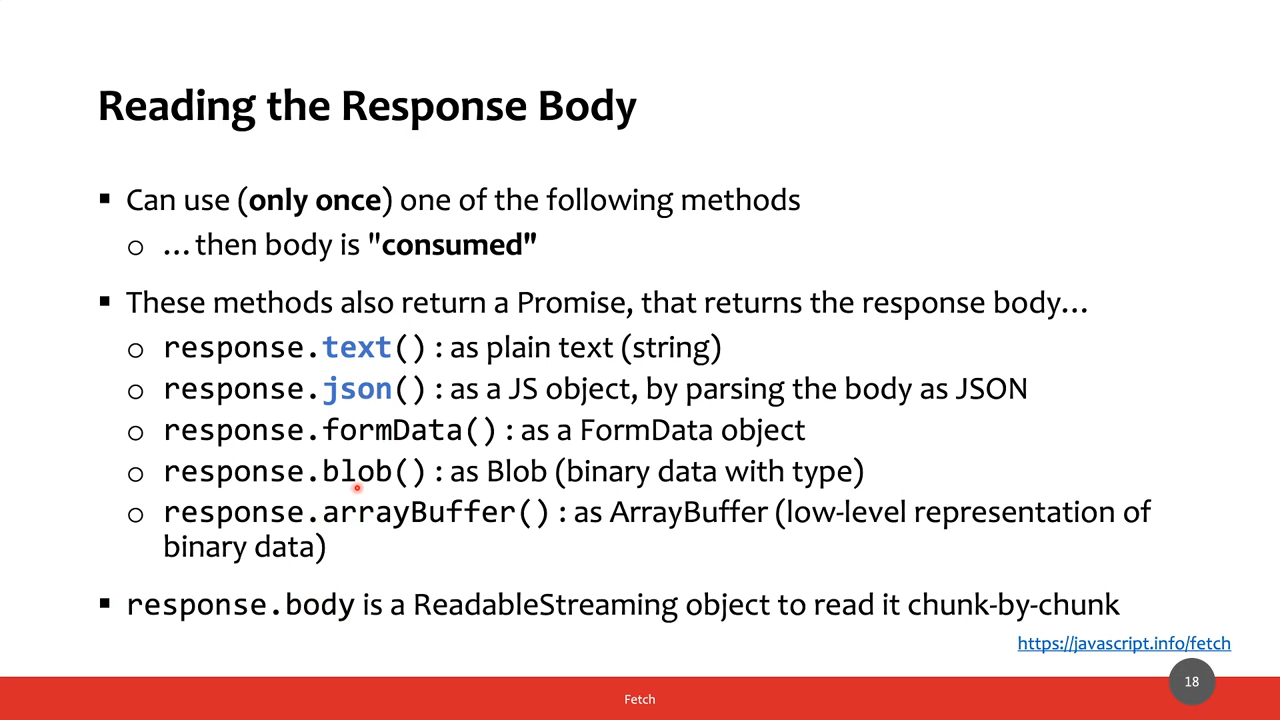 Reading the Response Body
▪ Can use (only once) one of the following methods
o …then body is "consumed"
▪ These methods also return a Promise, that returns the response body…
o response.text() : as plain text (string)
o response.json() : as a JS object, by parsing the body as JSON
o response.formData() : as a FormData object
o response.blob() : as Blob (binary data with type)
o response.arrayBuffer() : as ArrayBuffer (low-level representation of
binary data)
▪ response.body is a ReadableStreaming object to read it chunk-by-chunk
https://javascript.info/fetch
18
Fetch